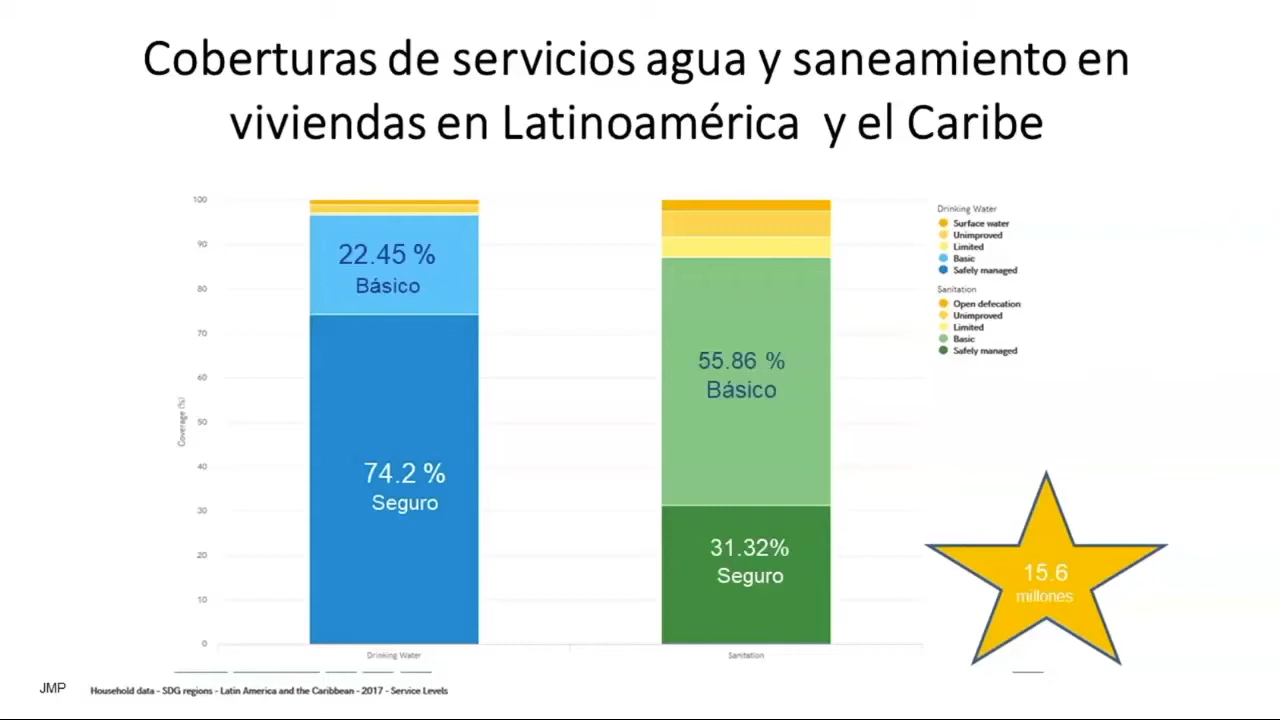 Coberturas de servicios agua y saneamiento en
viviendas en Latinoamérica y el Caribe
100
90
80
70
60
50
40
30
20
10
0
Coverage (%)
22.45 %
Básico
74.2 %
Seguro
55.86 %
Básico
31.32%
Seguro
Drinking Water
Sanitation
Drinking Water
Surface water
Unimproved
Limited
Basic
Safely managed
Sanitation
Open defecation
Unimproved
Limited
Basic
Safely managed
15.6
millones
JMP
Household data - SDG regions - Latin America and the Caribbean - 2017 - Service Levels